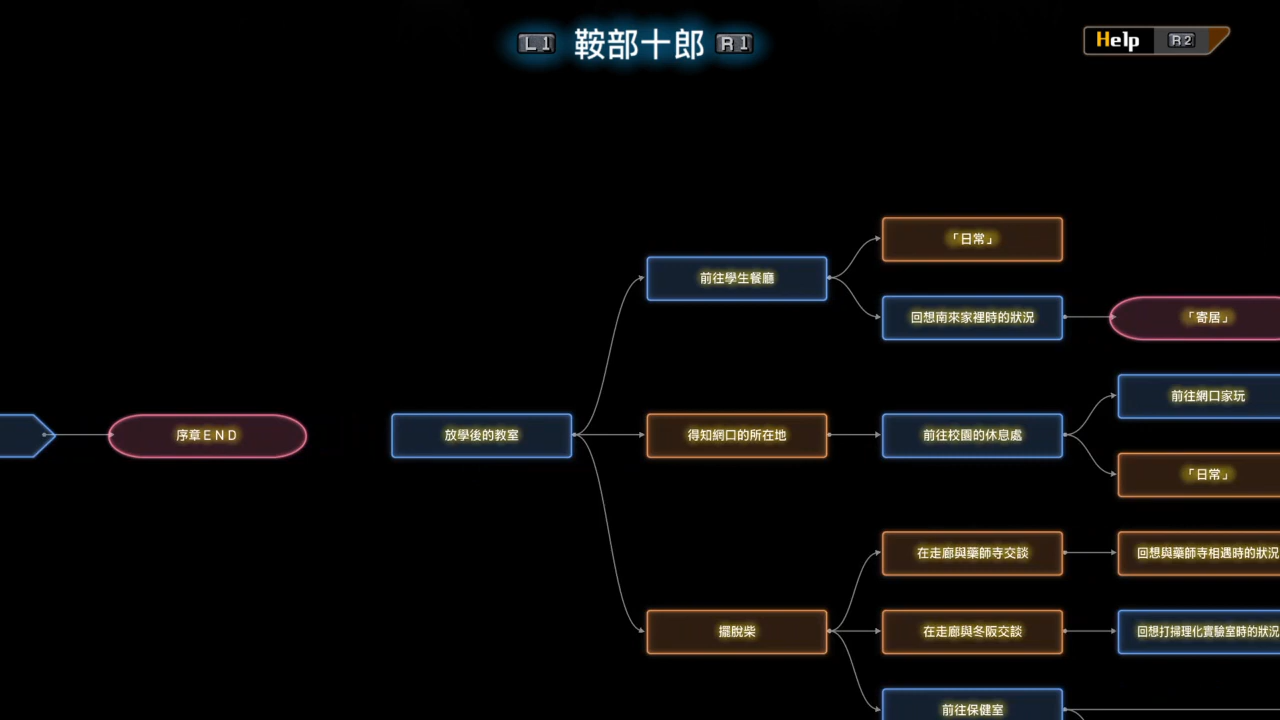 L1 鞍部十郎 R1
Help R2
「日常」
前往學生餐廳
回想南來家裡時的狀況
「寄居」
前往網口家玩
序章ＥＮＤ
放學後的教室
得知網口的所在地
前往校園的休息處
「日常」
在走廊與藥師寺交談
回想與藥師寺相遇時的狀況
擺脫柴
在走廊與冬阪交談
回想打掃理化實驗室時的狀況
前往保健室